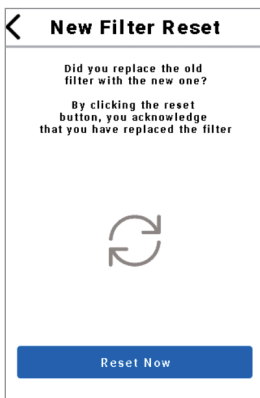 New Filter Reset
Did you replace the old
filter with the new one?
By clicking the reset
button, you acknowledge
that you have replaced the filter
Reset Now